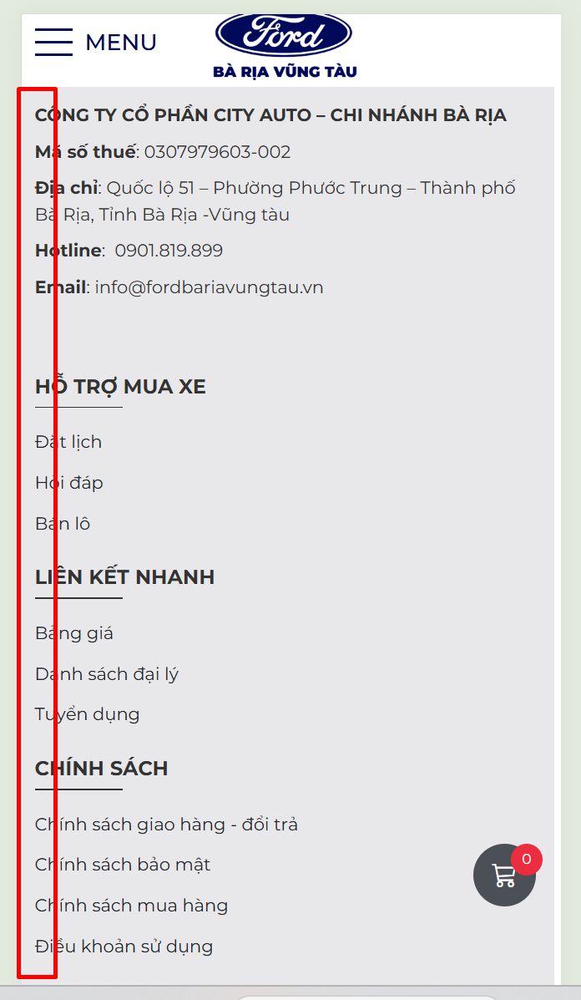 MENU
Ford
BÀ RỊA VŨNG TÀU
CÔNG TY CỔ PHẦN CITY AUTO – CHI NHÁNH BÀ RỊA
Mã số thuế: 0307979603-002
Địa chỉ: Quốc lộ 51 – Phường Phước Trung – Thành phố
Bà Rịa, Tỉnh Bà Rịa -Vũng tàu
Hotline:  0901.819.899
Email: info@fordbariavungtau.vn
HỖ TRỢ MUA XE
Đặt lịch
Hỏi đáp
Bán lô
LIÊN KẾT NHANH
Bảng giá
Danh sách đại lý
Tuyển dụng
CHÍNH SÁCH
Chính sách giao hàng - đổi trả
0
Chính sách bảo mật
Chính sách mua hàng
Điều khoản sử dụng